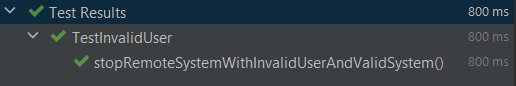 Test Results 800 ms
TestInvalidUser 800 ms
stopRemoteSystemWithInvalidUserAndValidSystem() 800 ms